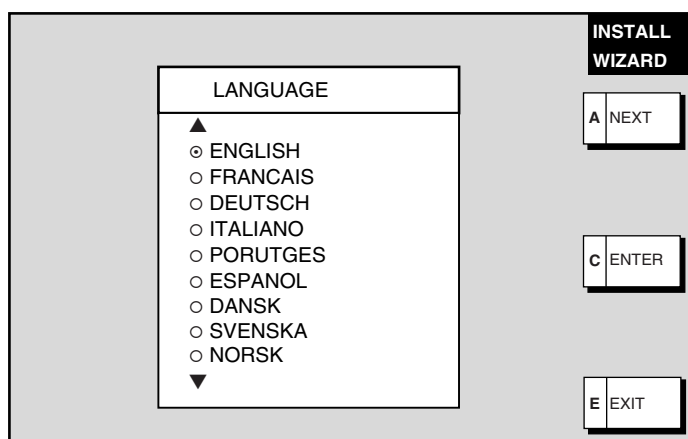 INSTALL
WIZARD
LANGUAGE
ENGLISH
FRANCAIS
DEUTSCH
ITALIANO
PORUTGES
ESPANOL
DANSK
SVENSKA
NORSK
A NEXT
C ENTER
E EXIT